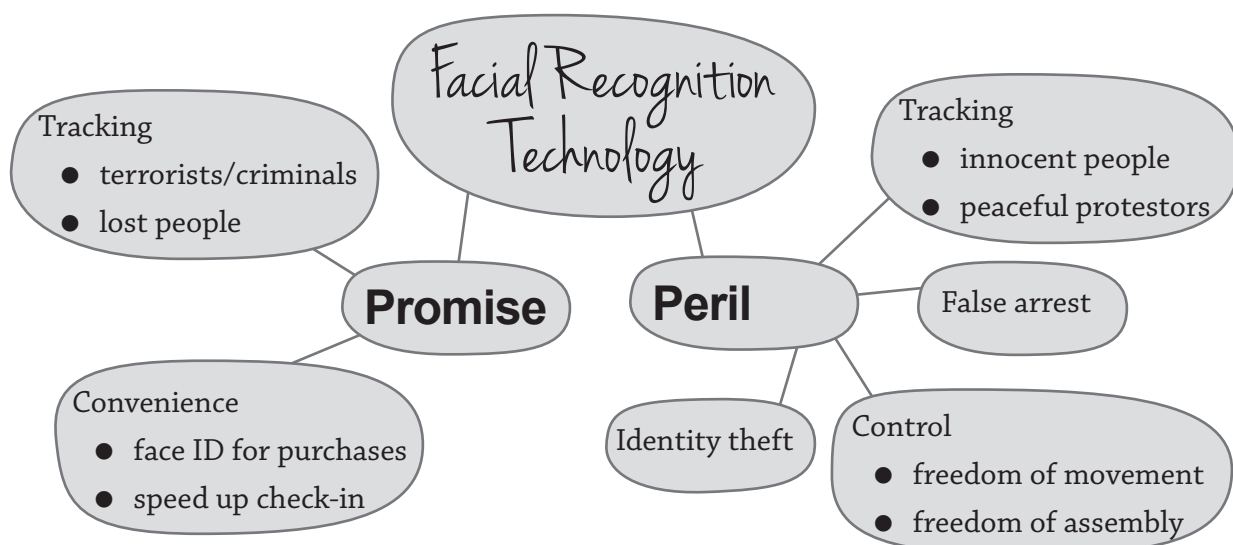 Facial Recognition
Technology
Tracking
● terrorists/criminals
● lost people
Promise
Convenience
● face ID for purchases
● speed up check-in
Peril
Tracking
● innocent people
● peaceful protestors
False arrest
Identity theft
Control
● freedom of movement
● freedom of assembly